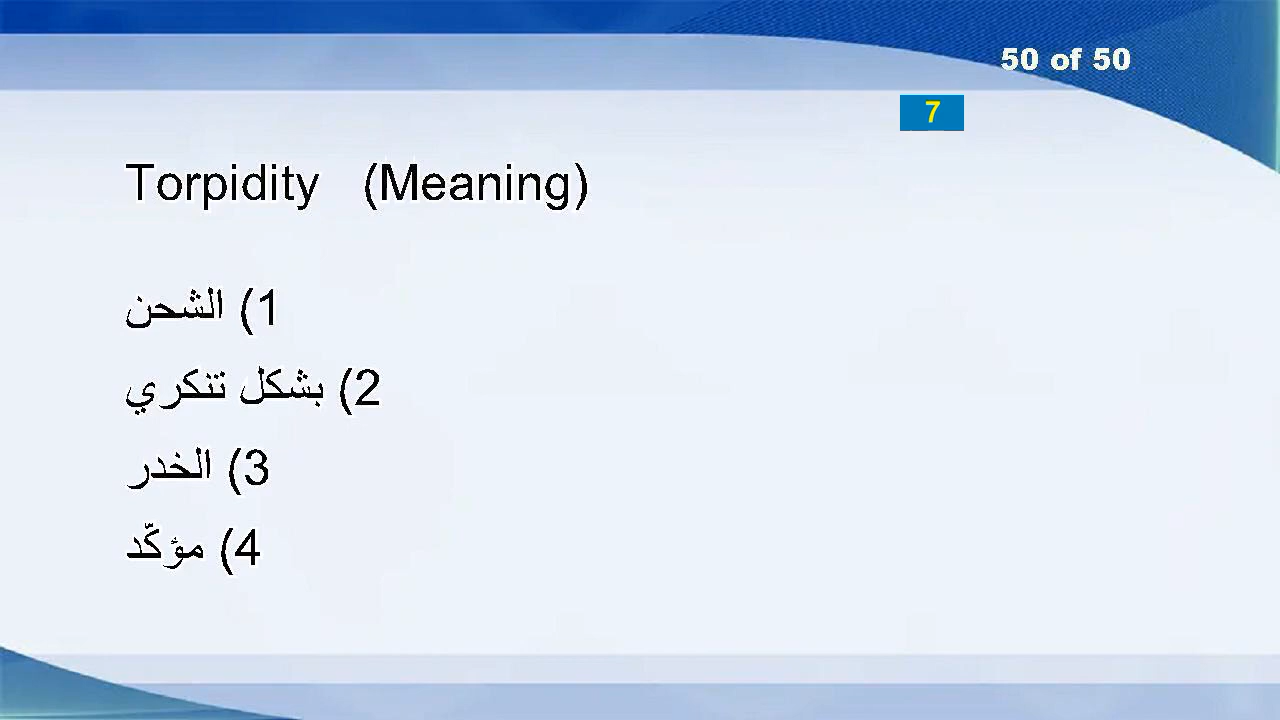 50 of 50
7
Torpidity (Meaning)
1) الشحن
2) بشكل تنكري
3) الخدر
4) مؤكّد